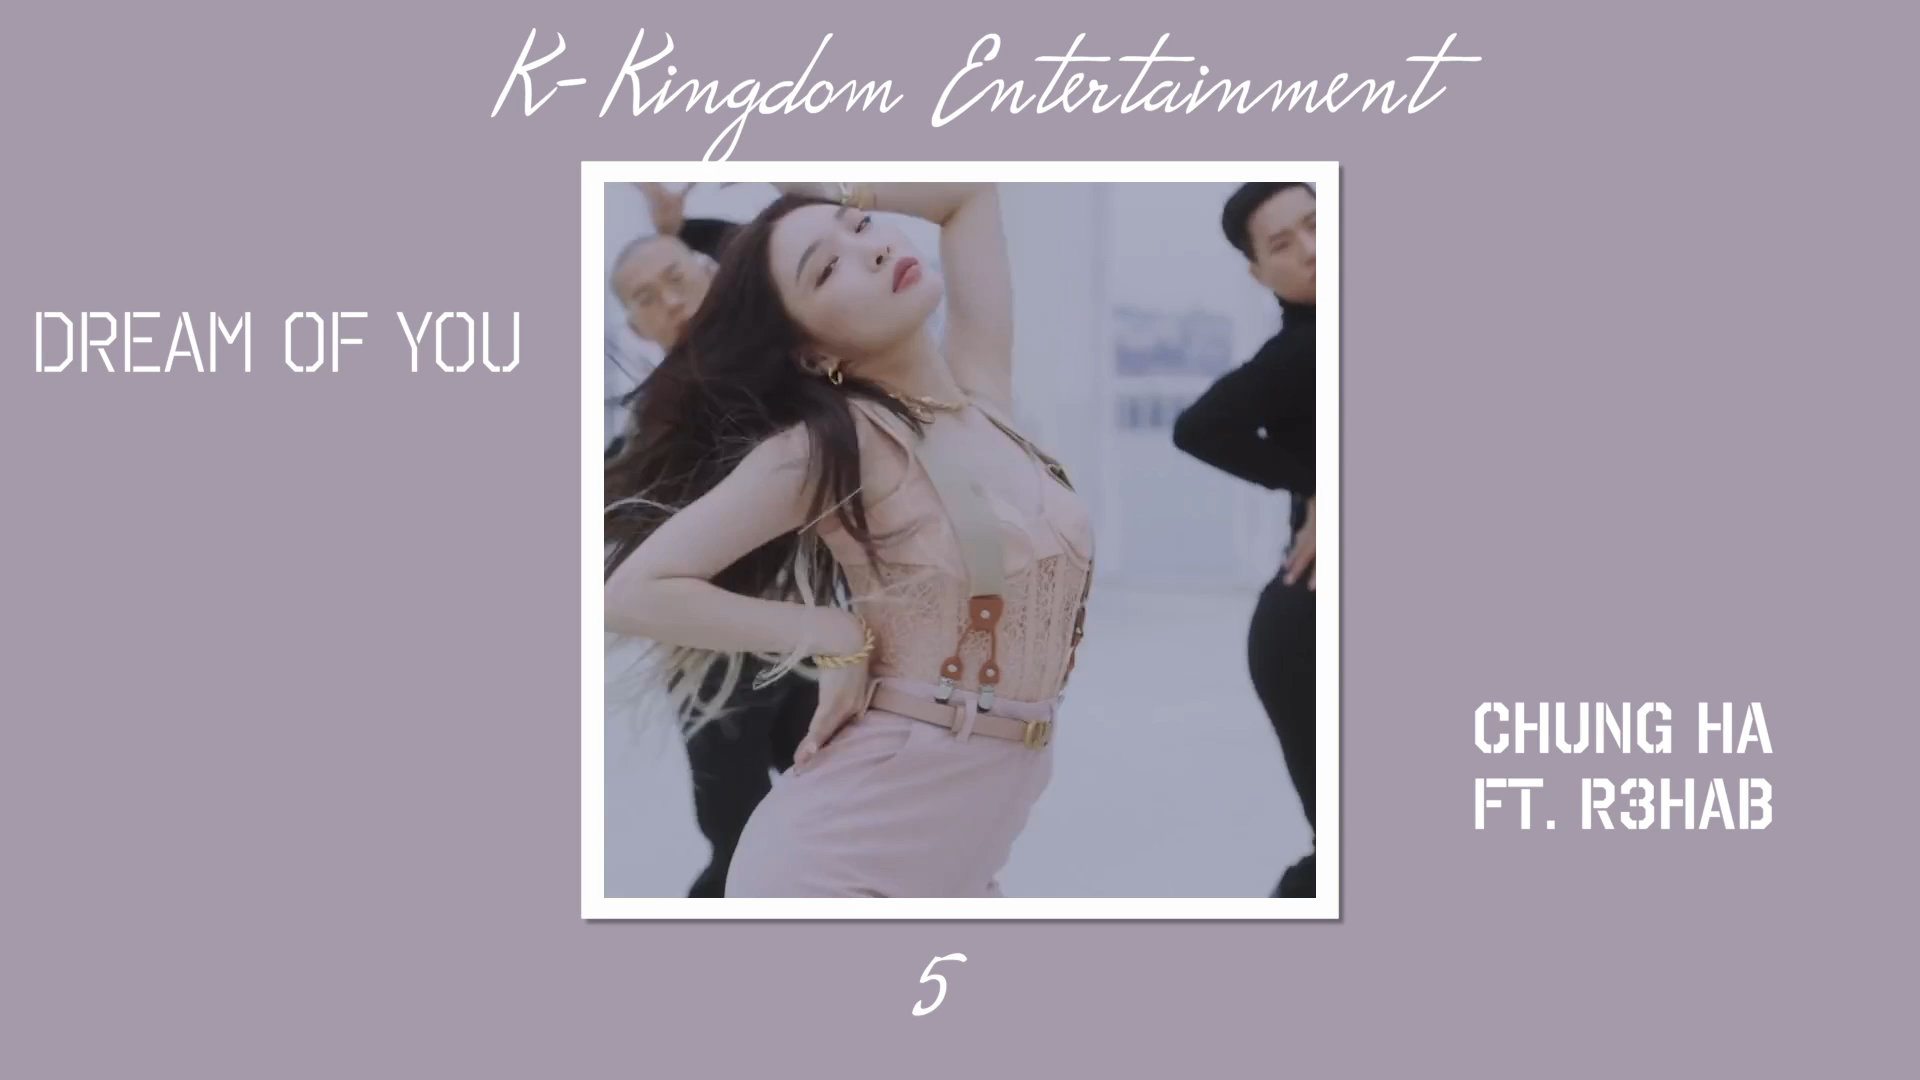 K-Kingdom Entertainment
DREAM OF YOU
CHUNG HA
FT. R3HAB
5